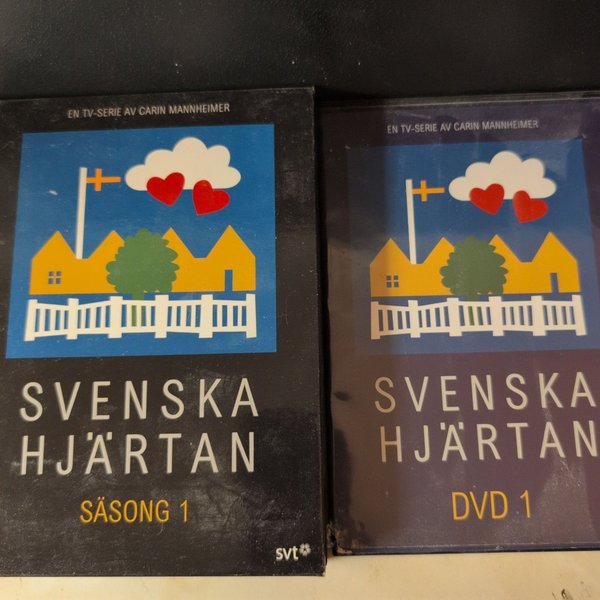 EN TV-SERIE AV CARIN MANNHEIMER
SVENSKA
HJÄRTAN
SÄSONG 1
svt
EN TV-SERIE AV CARIN MANNHEIMER
SVENSKA
HJÄRTAN
DVD 1